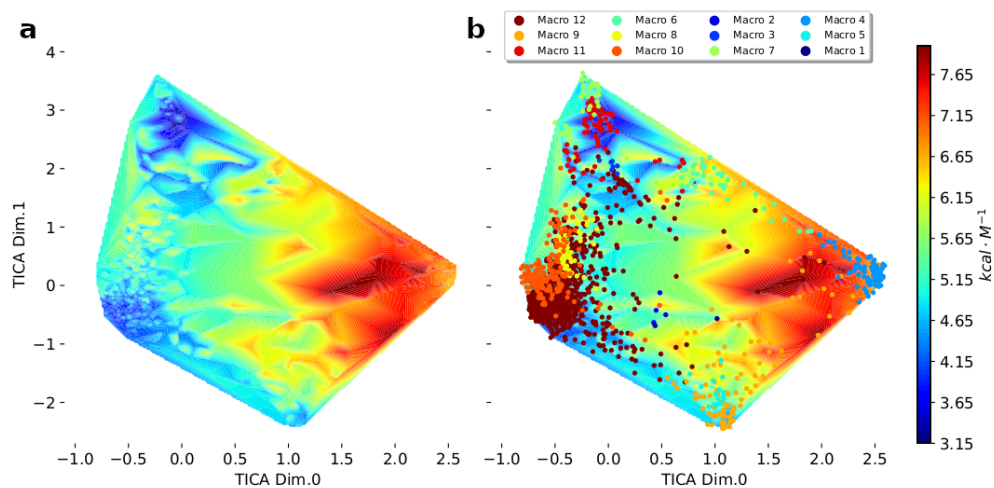 a
b
Macro 12 Macro 6 Macro 2 Macro 4
Macro 9 Macro 8 Macro 3 Macro 5
Macro 11 Macro 10 Macro 7 Macro 1
4
3
2
1
0
−1
−2
TICA Dim.1
−1.0 −0.5 0.0 0.5 1.0 1.5 2.0 2.5
TICA Dim.0
−1.0 −0.5 0.0 0.5 1.0 1.5 2.0 2.5
TICA Dim.0
7.65
7.15
6.65
6.15
5.65
5.15
4.65
4.15
3.65
3.15
kcal · M⁻¹